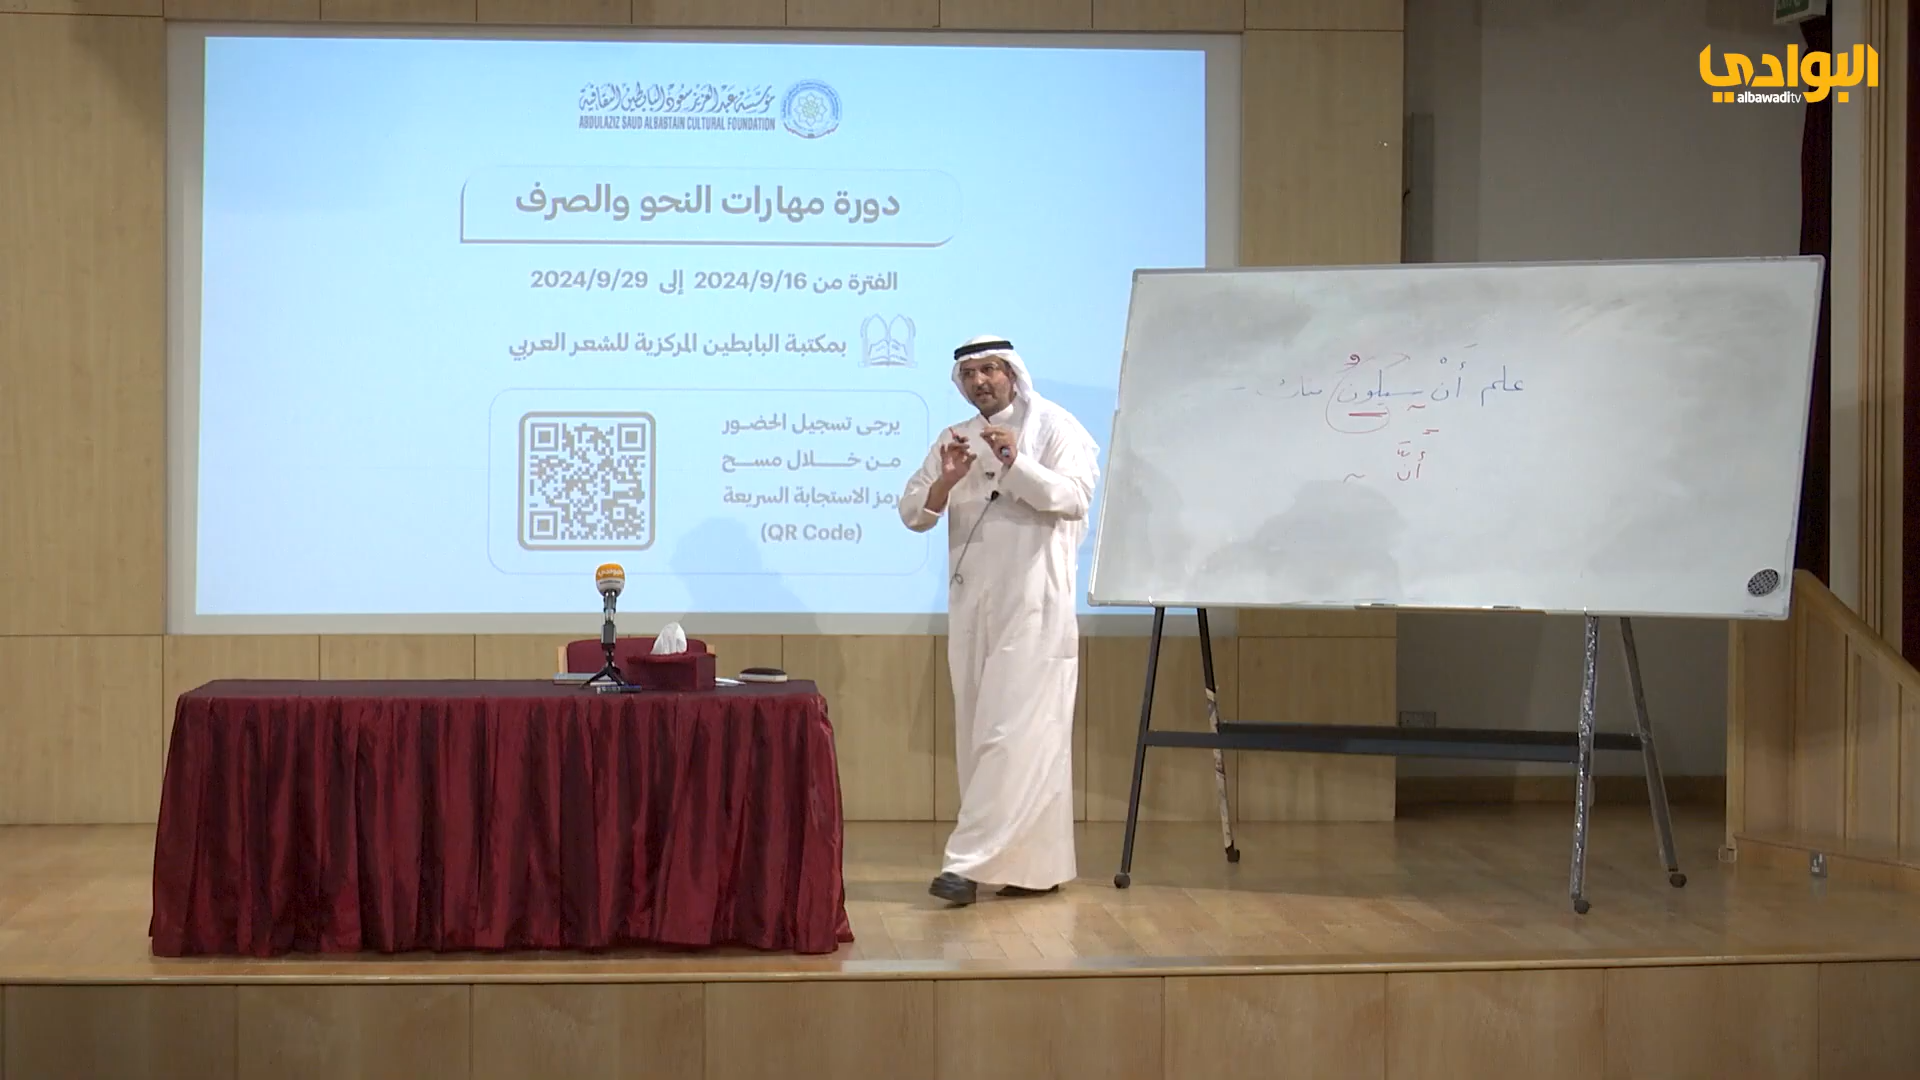 البوادي
albawaditv
مؤسسة عبدالعزيز سعود البابطين الثقافية
ABDULAZIZ SAUD ALBABTAIN CULTURAL FOUNDATION
دورة مهارات النحو والصرف
الفترة من 2024/9/16 إلى 2024/9/29
بمكتبة البابطين المركزية للشعر العربي
يرجى تسجيل الحضور
من خلال مسح
رمز الاستجابة السريعة
(QR Code)
البوادي
علم أَنْ سيكونُ
أنَّ